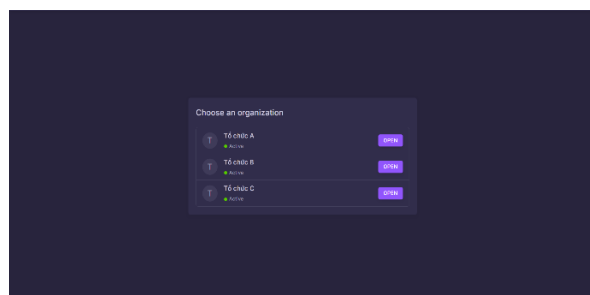 Choose an organization
T
Tổ chức A
Active
OPEN
T
Tổ chức B
Active
OPEN
T
Tổ chức C
Active
OPEN